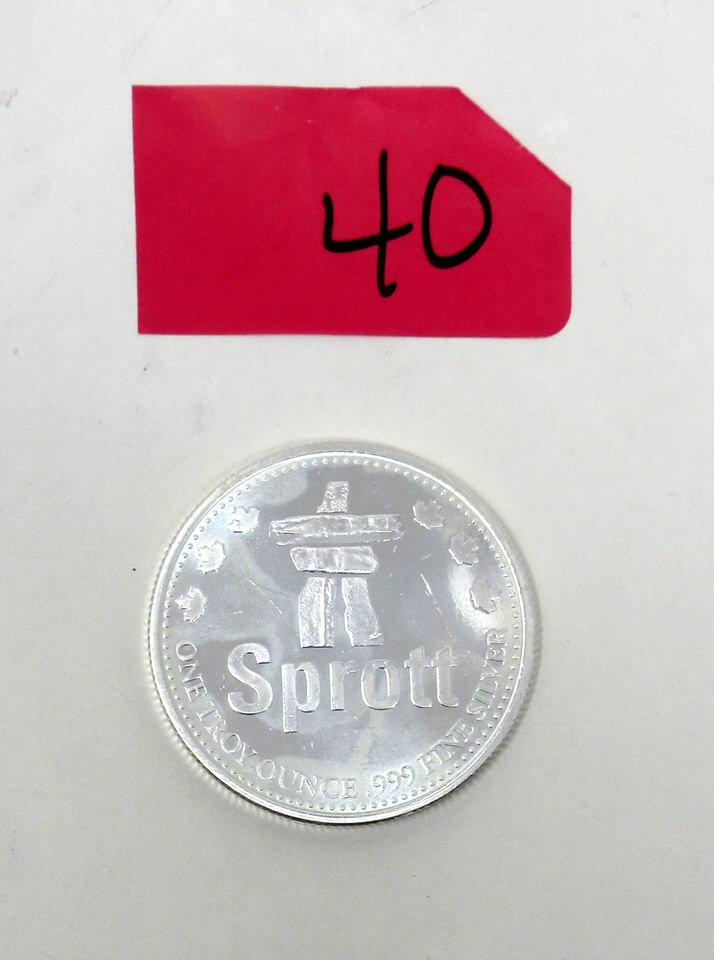 40
Sprott
ONE TROY OUNCE .999 FINE SILVER